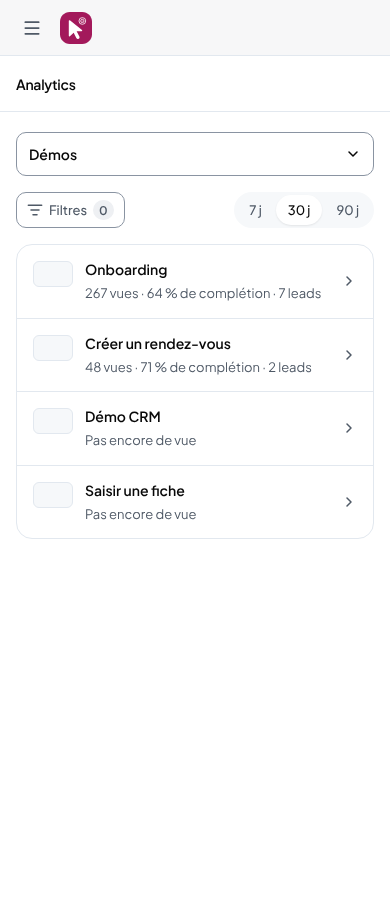 Analytics
Démos
Filtres 0
7 j 30 j 90 j
Onboarding
267 vues · 64 % de complétion · 7 leads
Créer un rendez-vous
48 vues · 71 % de complétion · 2 leads
Démo CRM
Pas encore de vue
Saisir une fiche
Pas encore de vue